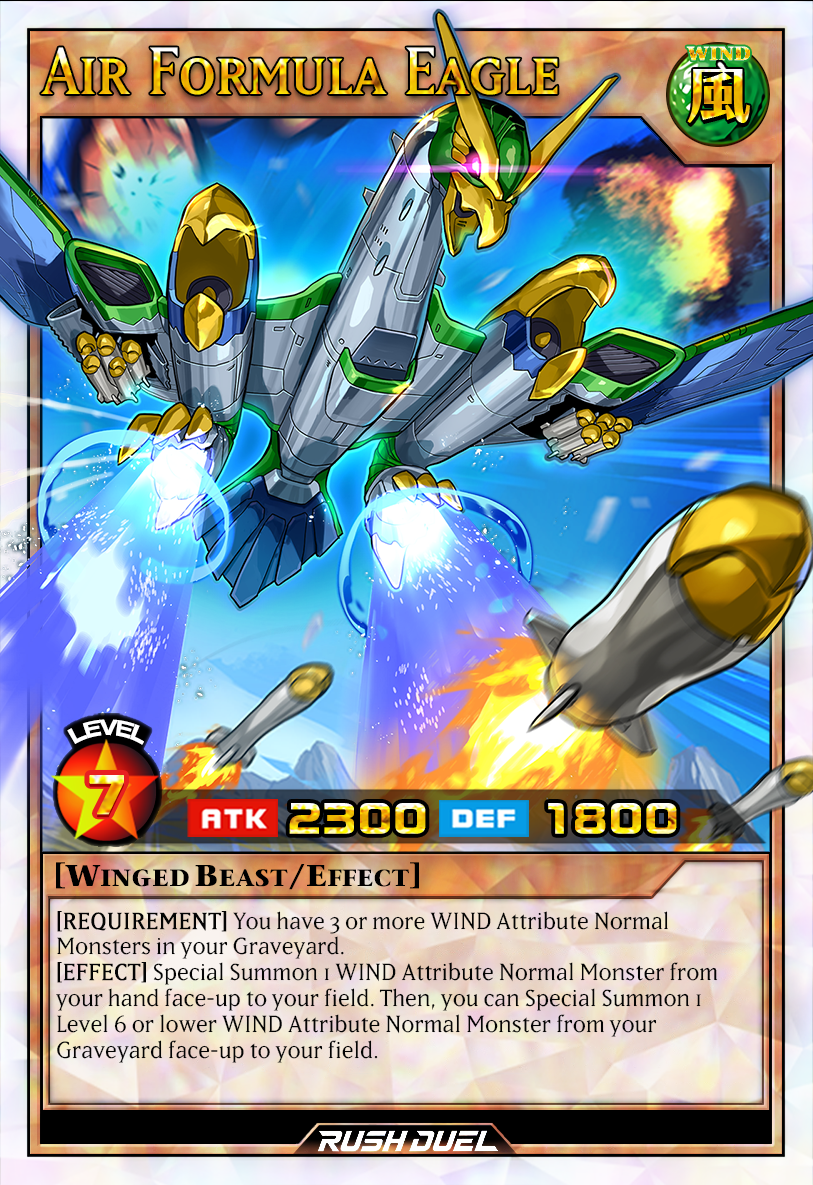 Air Formula Eagle
WIND
風
LEVEL
7
ATK 2300 DEF 1800
[Winged Beast/Effect]
[REQUIREMENT] You have 3 or more WIND Attribute Normal
Monsters in your Graveyard.
[EFFECT] Special Summon 1 WIND Attribute Normal Monster from
your hand face-up to your field. Then, you can Special Summon 1
Level 6 or lower WIND Attribute Normal Monster from your
Graveyard face-up to your field.
RUSH DUEL